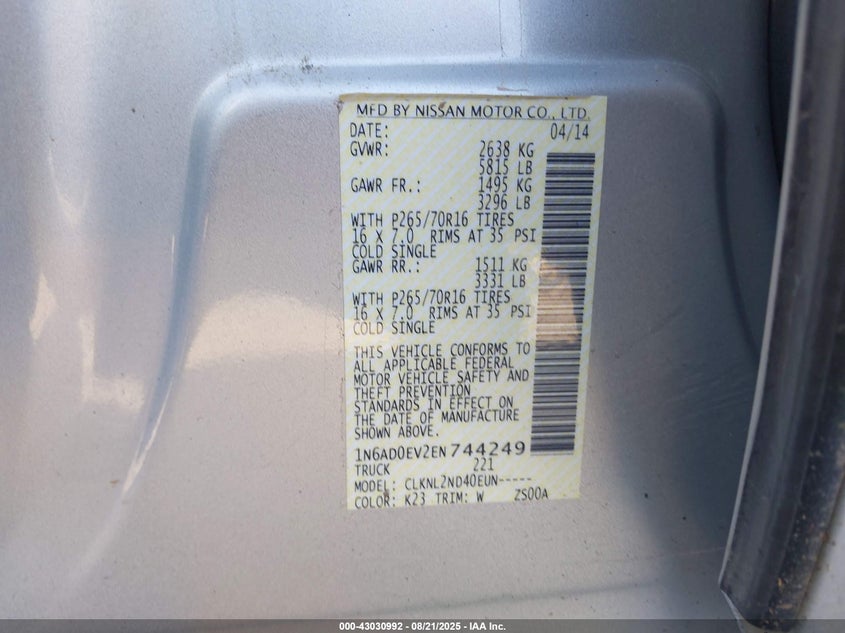 MFD BY NISSAN MOTOR CO., LTD.
DATE: 04/14
GVWR: 2638 KG
5815 LB
GAWR FR.: 1495 KG
3296 LB
WITH P265/70R16 TIRES
16 X 7.0 RIMS AT 35 PSI
COLD SINGLE
GAWR RR.: 1511 KG
3331 LB
WITH P265/70R16 TIRES
16 X 7.0 RIMS AT 35 PSI
COLD SINGLE
THIS VEHICLE CONFORMS TO
ALL APPLICABLE FEDERAL
MOTOR VEHICLE SAFETY AND
THEFT PREVENTION
STANDARDS IN EFFECT ON
THE DATE OF MANUFACTURE
SHOWN ABOVE.
1N6AD0EV2EN744249
TRUCK 221
MODEL: CLKNL2ND40EUN-----
COLOR: K23 TRIM: W ZS00A
000-43030992 - 08/21/2025 - IAA Inc.